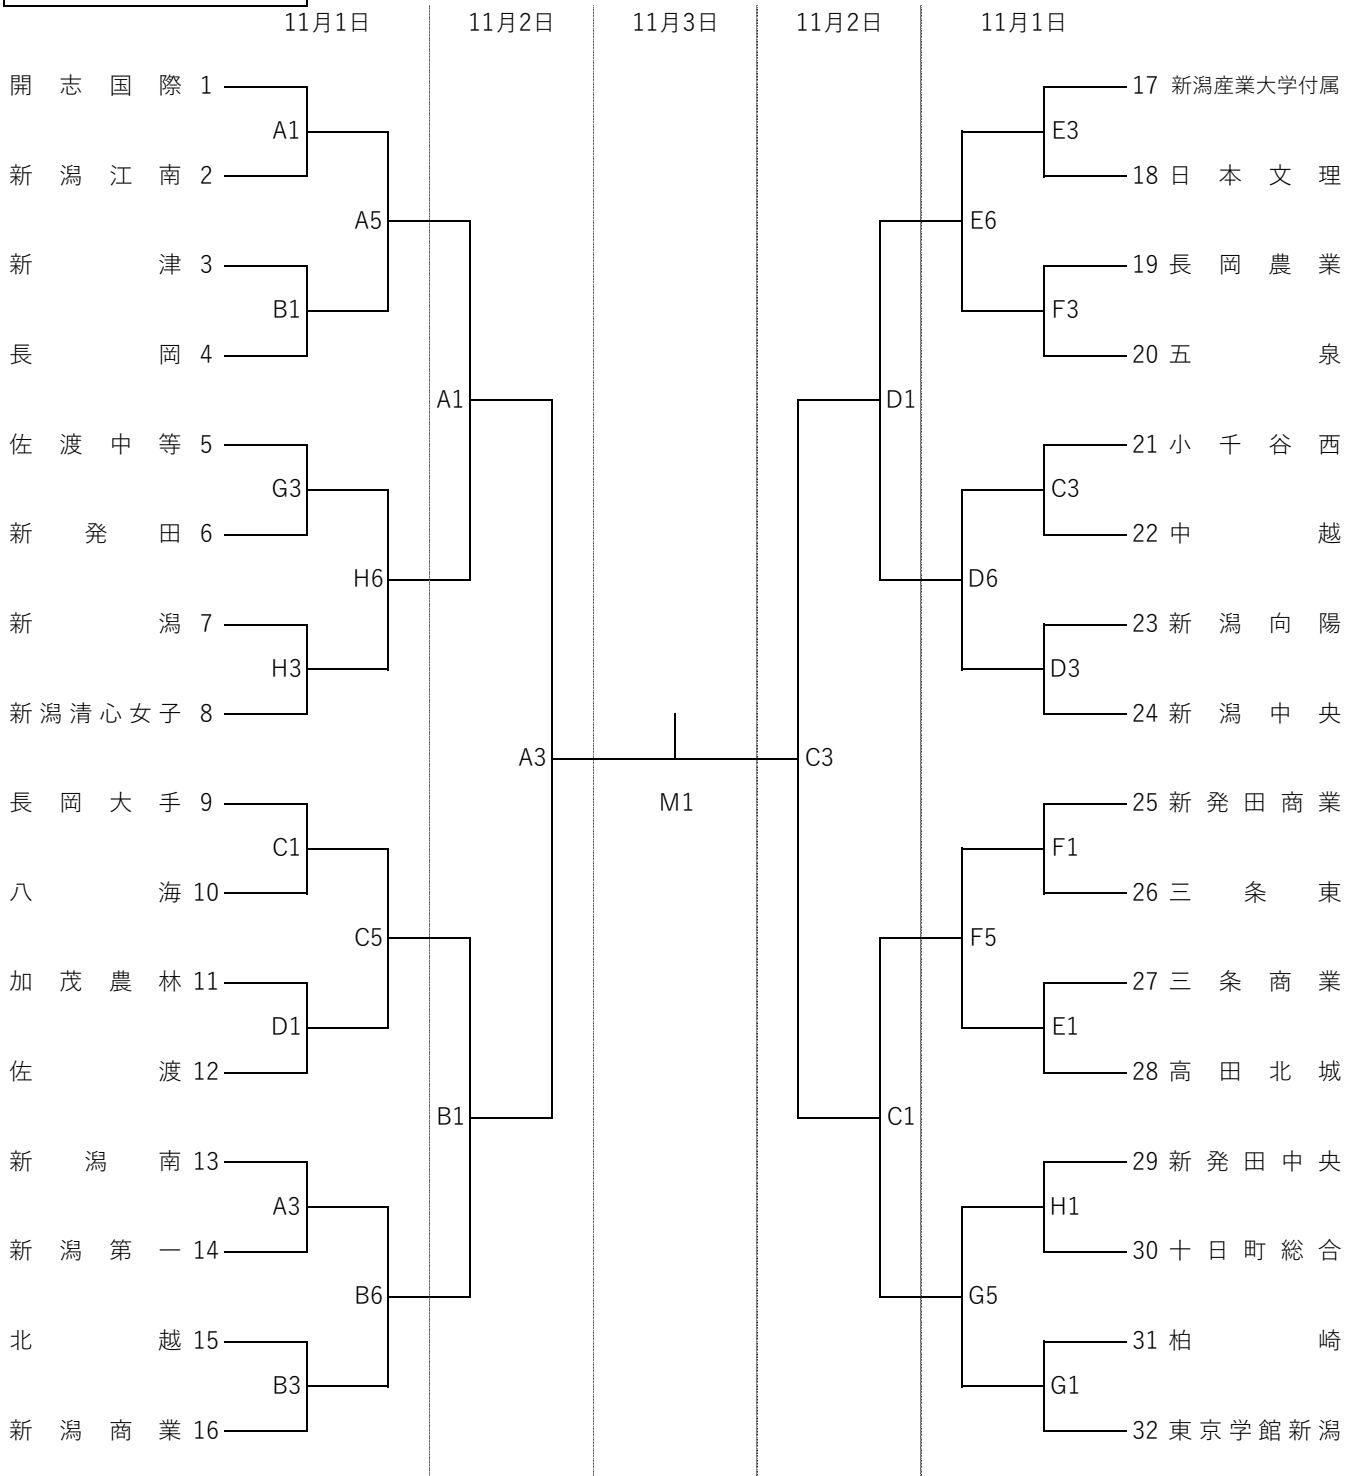 11月1日 11月2日 11月3日 11月2日 11月1日
開志国際 1 17 新潟産業大学付属
A1 E3
新潟江南 2 18 日本文理
A5 E6
新津 3 19 長岡農業
B1 F3
長岡 4 20 五泉
A1 D1
佐渡中等 5 21 小千谷西
G3 C3
新発田 6 22 中越
H6 D6
新潟 7 23 新潟向陽
H3 D3
新潟清心女子 8 24 新潟中央
A3 C3
長岡大手 9 M1 25 新発田商業
C1 F1
八海 10 26 三条東
C5 F5
加茂農林 11 27 三条商業
D1 E1
佐渡 12 28 高田北城
B1 C1
新潟南 13 29 新発田中央
A3 H1
新潟第一 14 30 十日町総合
B6 G5
北越 15 31 柏崎
B3 G1
新潟商業 16 32 東京学館新潟